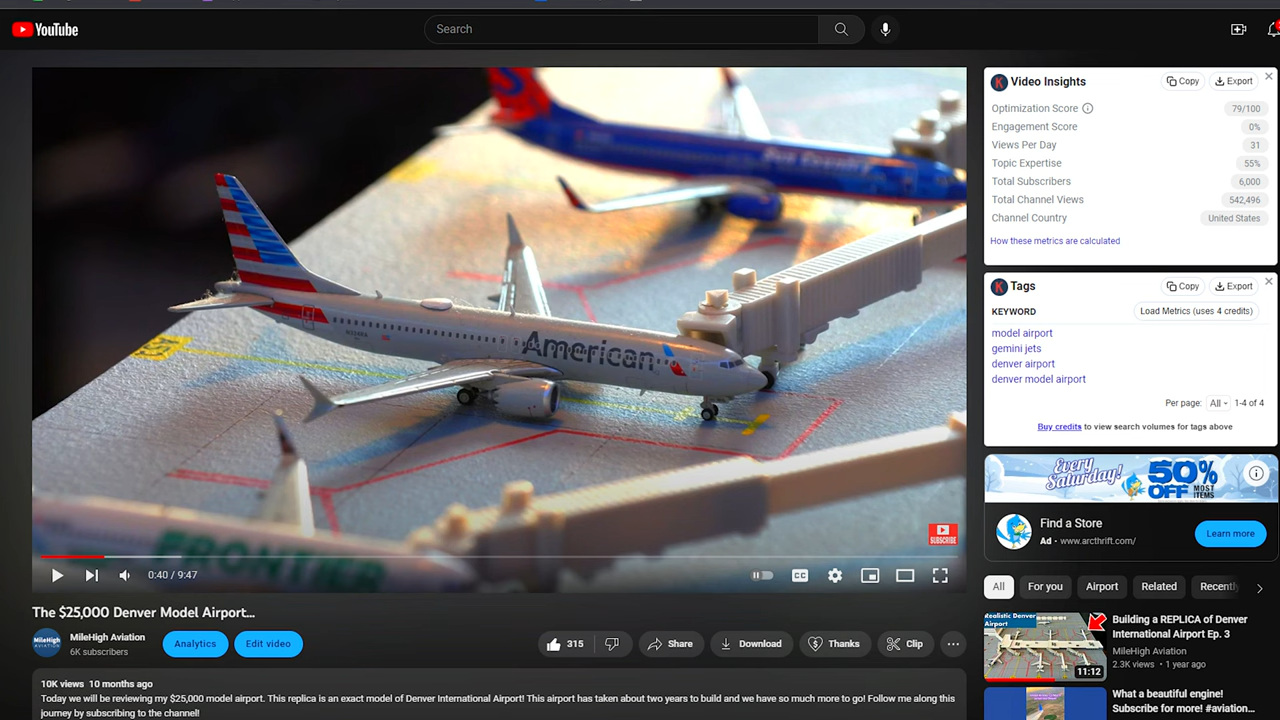 YouTube
Search
Video Insights
Copy
Export
Optimization Score
79/100
Engagement Score
0%
Views Per Day
31
Topic Expertise
55%
Total Subscribers
6,000
Total Channel Views
542,496
Channel Country
United States
How these metrics are calculated
Tags
Copy
Export
KEYWORD
Load Metrics (uses 4 credits)
model airport
gemini jets
denver airport
denver model airport
Per page: All 1-4 of 4
Buy credits to view search volumes for tags above
American
SUBSCRIBE
0:40 / 9:47
CC
Every Saturday!
50% OFF MOST ITEMS
Find a Store
Ad • www.arcthrift.com/
Learn more
The $25,000 Denver Model Airport...
MileHigh AVIATION
MileHigh Aviation
6K subscribers
Analytics
Edit video
315
Share
Download
Thanks
Clip
All
For you
Airport
Related
Recently
10K views 10 months ago
Today we will be reviewing my $25,000 model airport. This replica is an exact model of Denver International Airport! This airport has taken about two years to build and we have so much more to go! Follow me along this
journey by subscribing to the channel!
Realistic Denver
Airport
11:12
Building a REPLICA of Denver
International Airport Ep. 3
MileHigh Aviation
2.3K views • 1 year ago
What a beautiful engine!
Subscribe for more! #aviation...